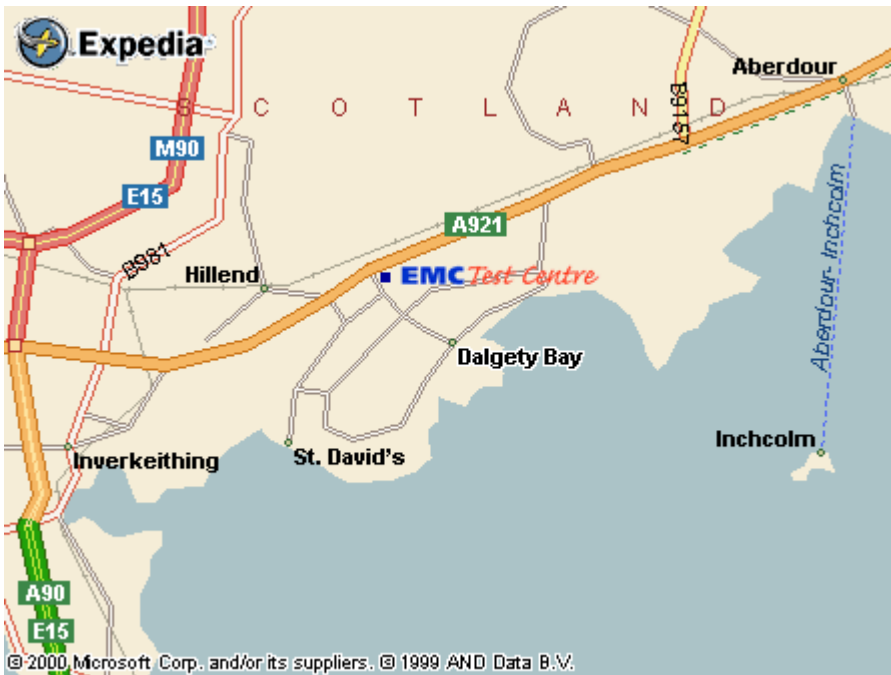 Expedia
Aberdour
SCOTLAND
B9157
M90
E15
A921
Aberdour-Inchcolm
B981
Hillend
EMC Test Centre
Dalgety Bay
Inchcolm
Inverkeithing
St. David's
A90
E15
© 2000 Microsoft Corp. and/or its suppliers. © 1999 AND Data B.V.